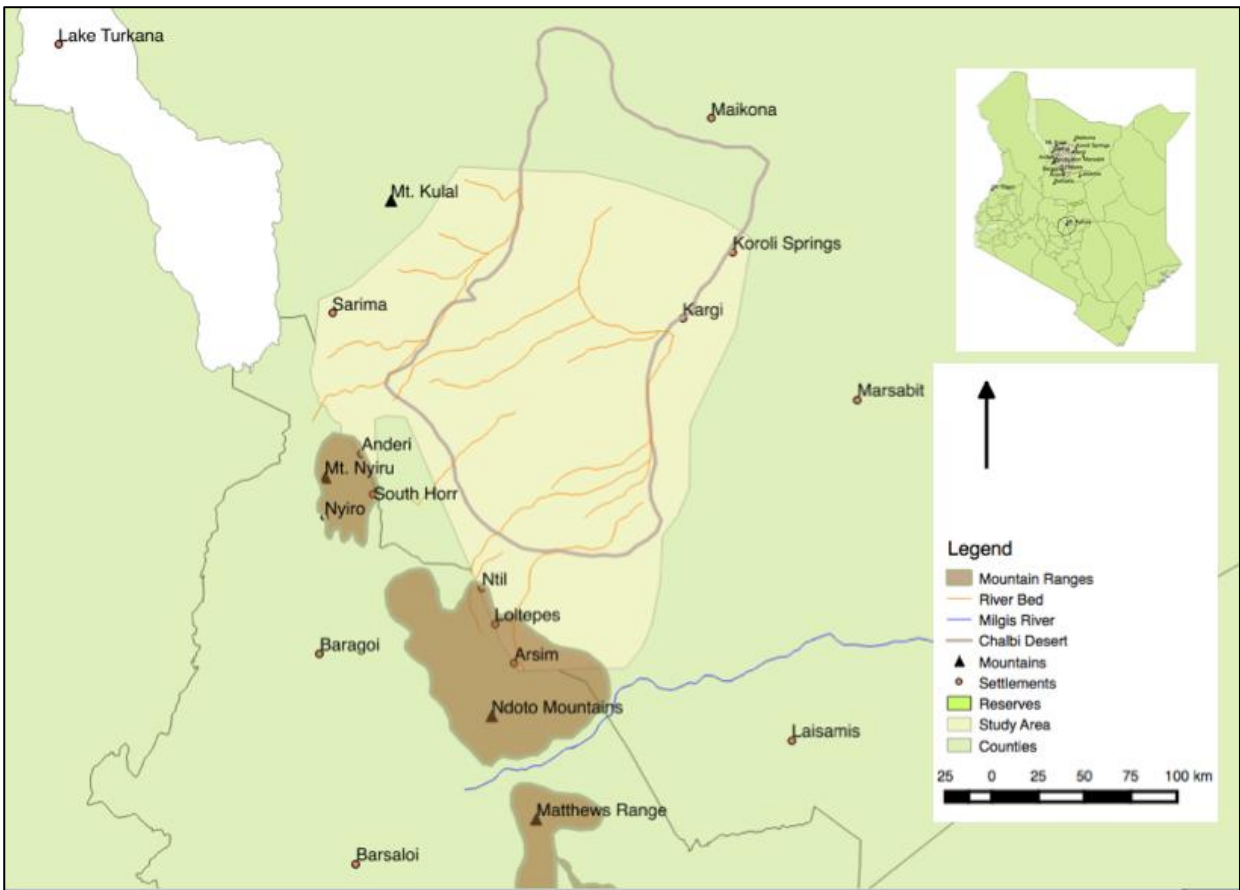 Lake Turkana
Maikona
Mt. Kulal
Koroli Springs
Sarima
Kargi
Marsabit
Anderi
Mt. Nyiru
South Horr
Nyiro
Ntil
Loltepes
Baragoi
Arsim
Ndoto Mountains
Laisamis
Matthews Range
Barsaloi
Legend
Mountain Ranges
River Bed
Milgis River
Chalbi Desert
Mountains
Settlements
Reserves
Study Area
Counties
25 0 25 50 75 100 km